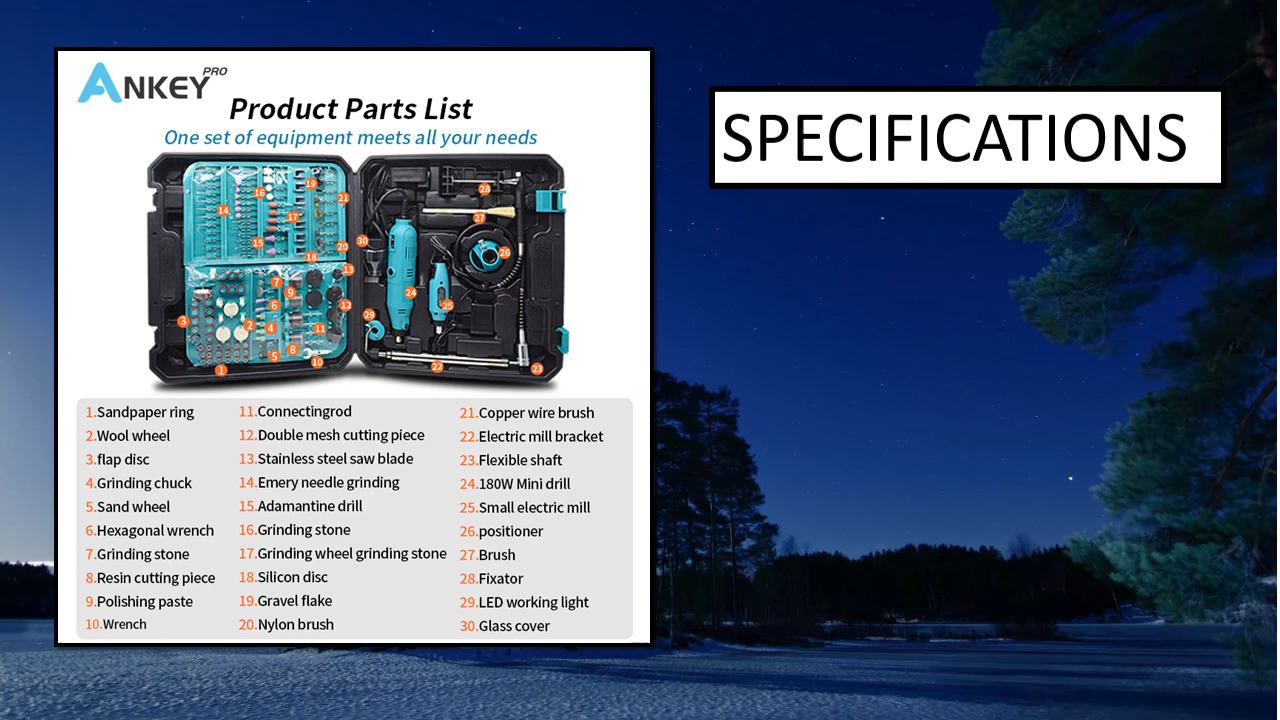 ANKEY PRO
Product Parts List
One set of equipment meets all your needs
1.Sandpaper ring
2.Wool wheel
3.flap disc
4.Grinding chuck
5.Sand wheel
6.Hexagonal wrench
7.Grinding stone
8.Resin cutting piece
9.Polishing paste
10.Wrench
11.Connectingrod
12.Double mesh cutting piece
13.Stainless steel saw blade
14.Emery needle grinding
15.Adamantine drill
16.Grinding stone
17.Grinding wheel grinding stone
18.Silicon disc
19.Gravel flake
20.Nylon brush
21.Copper wire brush
22.Electric mill bracket
23.Flexible shaft
24.180W Mini drill
25.Small electric mill
26.positioner
27.Brush
28.Fixator
29.LED working light
30.Glass cover
SPECIFICATIONS